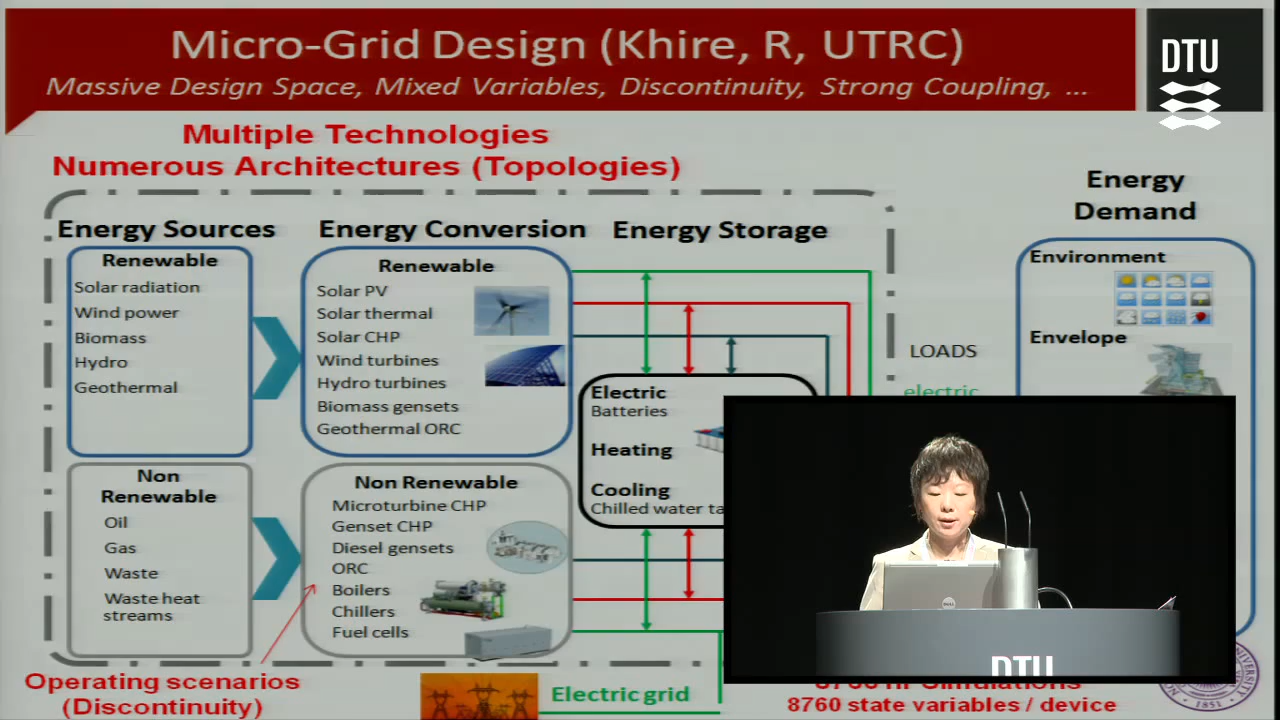 Micro-Grid Design (Khire, R, UTRC)
Massive Design Space, Mixed Variables, Discontinuity, Strong Coupling, ...
DTU
Multiple Technologies
Numerous Architectures (Topologies)
Energy Sources
Renewable
Solar radiation
Wind power
Biomass
Hydro
Geothermal
Non
Renewable
Oil
Gas
Waste
Waste heat
streams
Operating scenarios
(Discontinuity)
Energy Conversion
Renewable
Solar PV
Solar thermal
Solar CHP
Wind turbines
Hydro turbines
Biomass gensets
Geothermal ORC
Non Renewable
Microturbine CHP
Genset CHP
Diesel gensets
ORC
Boilers
Chillers
Fuel cells
Electric grid
Energy Storage
Electric
Batteries
Heating
Cooling
Chilled water
LOADS
electric
Energy
Demand
Environment
Envelope
DTU
8760 state variables / device
1851